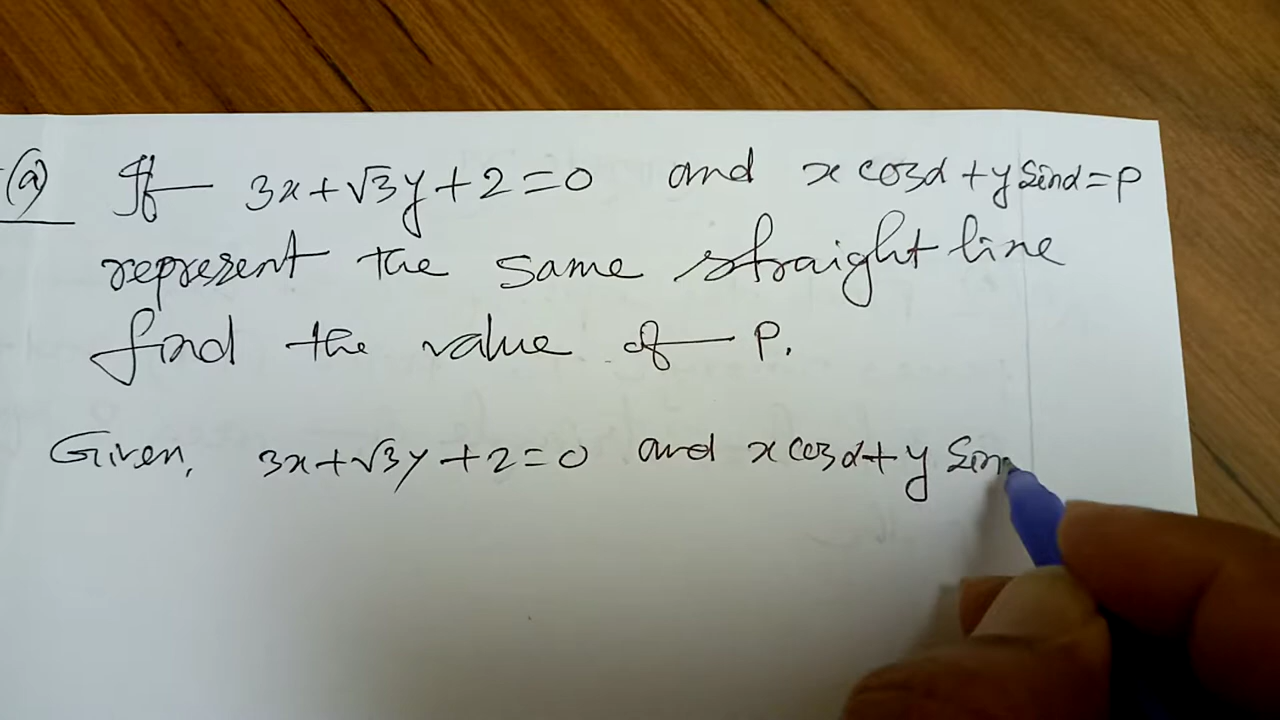 (a) If 3x+√3y+2=0 and x cosα+y Sinα=P
represent the same straight line
find the value of P.
Given, 3x+√3y+2=0 and x cosα+y Sin